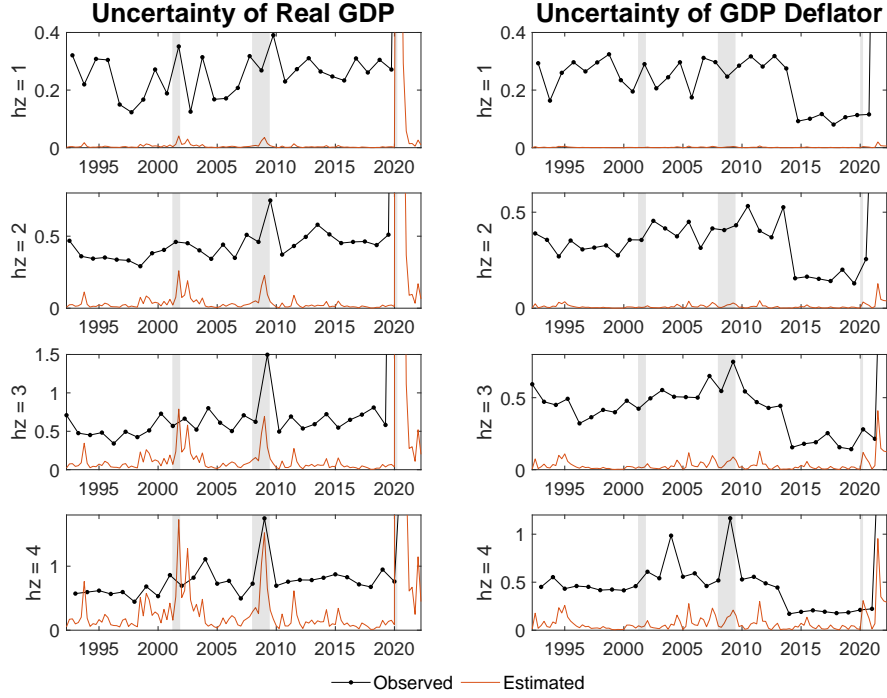 Uncertainty of Real GDP
Uncertainty of GDP Deflator
hz = 1
0.4
0.2
0
1995 2000 2005 2010 2015 2020
hz = 1
0.4
0.2
0
1995 2000 2005 2010 2015 2020
hz = 2
0.5
0
1995 2000 2005 2010 2015 2020
hz = 2
0.5
0
1995 2000 2005 2010 2015 2020
hz = 3
1.5
1
0.5
0
1995 2000 2005 2010 2015 2020
hz = 3
0.5
0
1995 2000 2005 2010 2015 2020
hz = 4
1
0
1995 2000 2005 2010 2015 2020
hz = 4
1
0.5
0
1995 2000 2005 2010 2015 2020
Observed Estimated